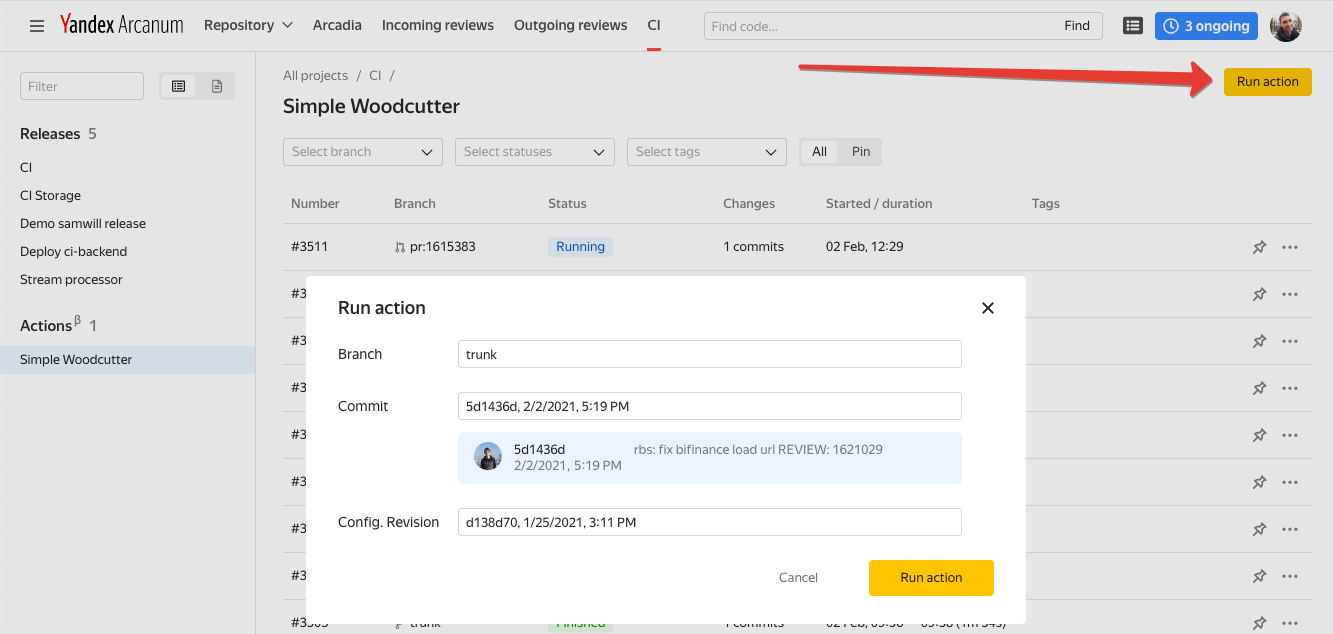 Yandex Arcanum Repository Arcadia Incoming reviews Outgoing reviews CI Find code... Find 3 ongoing
Filter
Releases 5
CI
CI Storage
Demo samwill release
Deploy ci-backend
Stream processor
Actions β 1
Simple Woodcutter
All projects / CI /
Run action
Simple Woodcutter
Select branch Select statuses Select tags All Pin
Number Branch Status Changes Started / duration Tags
#3511 pr:1615383 Running 1 commits 02 Feb, 12:29
#3
#3
#3
#3
#3
#3
#3
Run action
Branch trunk
Commit 5d1436d, 2/2/2021, 5:19 PM
5d1436d rbs: fix bifinance load url REVIEW: 1621029
2/2/2021, 5:19 PM
Config. Revision d138d70, 1/25/2021, 3:11 PM
Cancel Run action
trunk Finished 1 commits